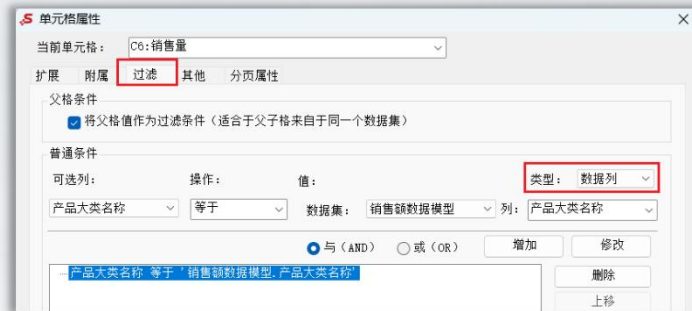 单元格属性
当前单元格： C6:销售量
扩展 附属 过滤 其他 分页属性
父格条件
将父格值作为过滤条件（适合于父子格来自于同一个数据集）
普通条件
可选列： 操作： 值： 类型： 数据列
产品大类名称 等于 数据集： 销售额数据模型 列： 产品大类名称
与（AND） 或（OR） 增加 修改
产品大类名称 等于 '销售额数据模型.产品大类名称'
删除
上移